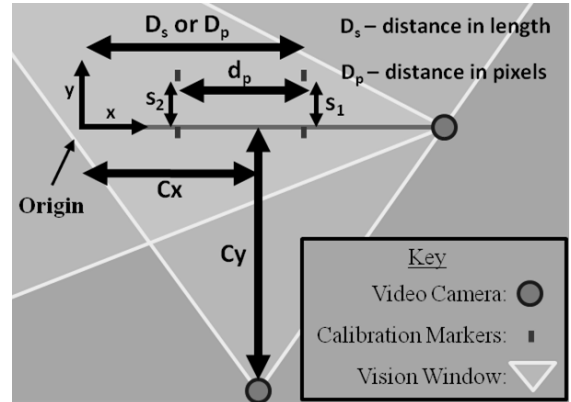 Ds or Dp
Ds – distance in length
Dp – distance in pixels
dp
y
s2
s1
x
Origin
Cx
Cy
Key
Video Camera:
Calibration Markers:
Vision Window: